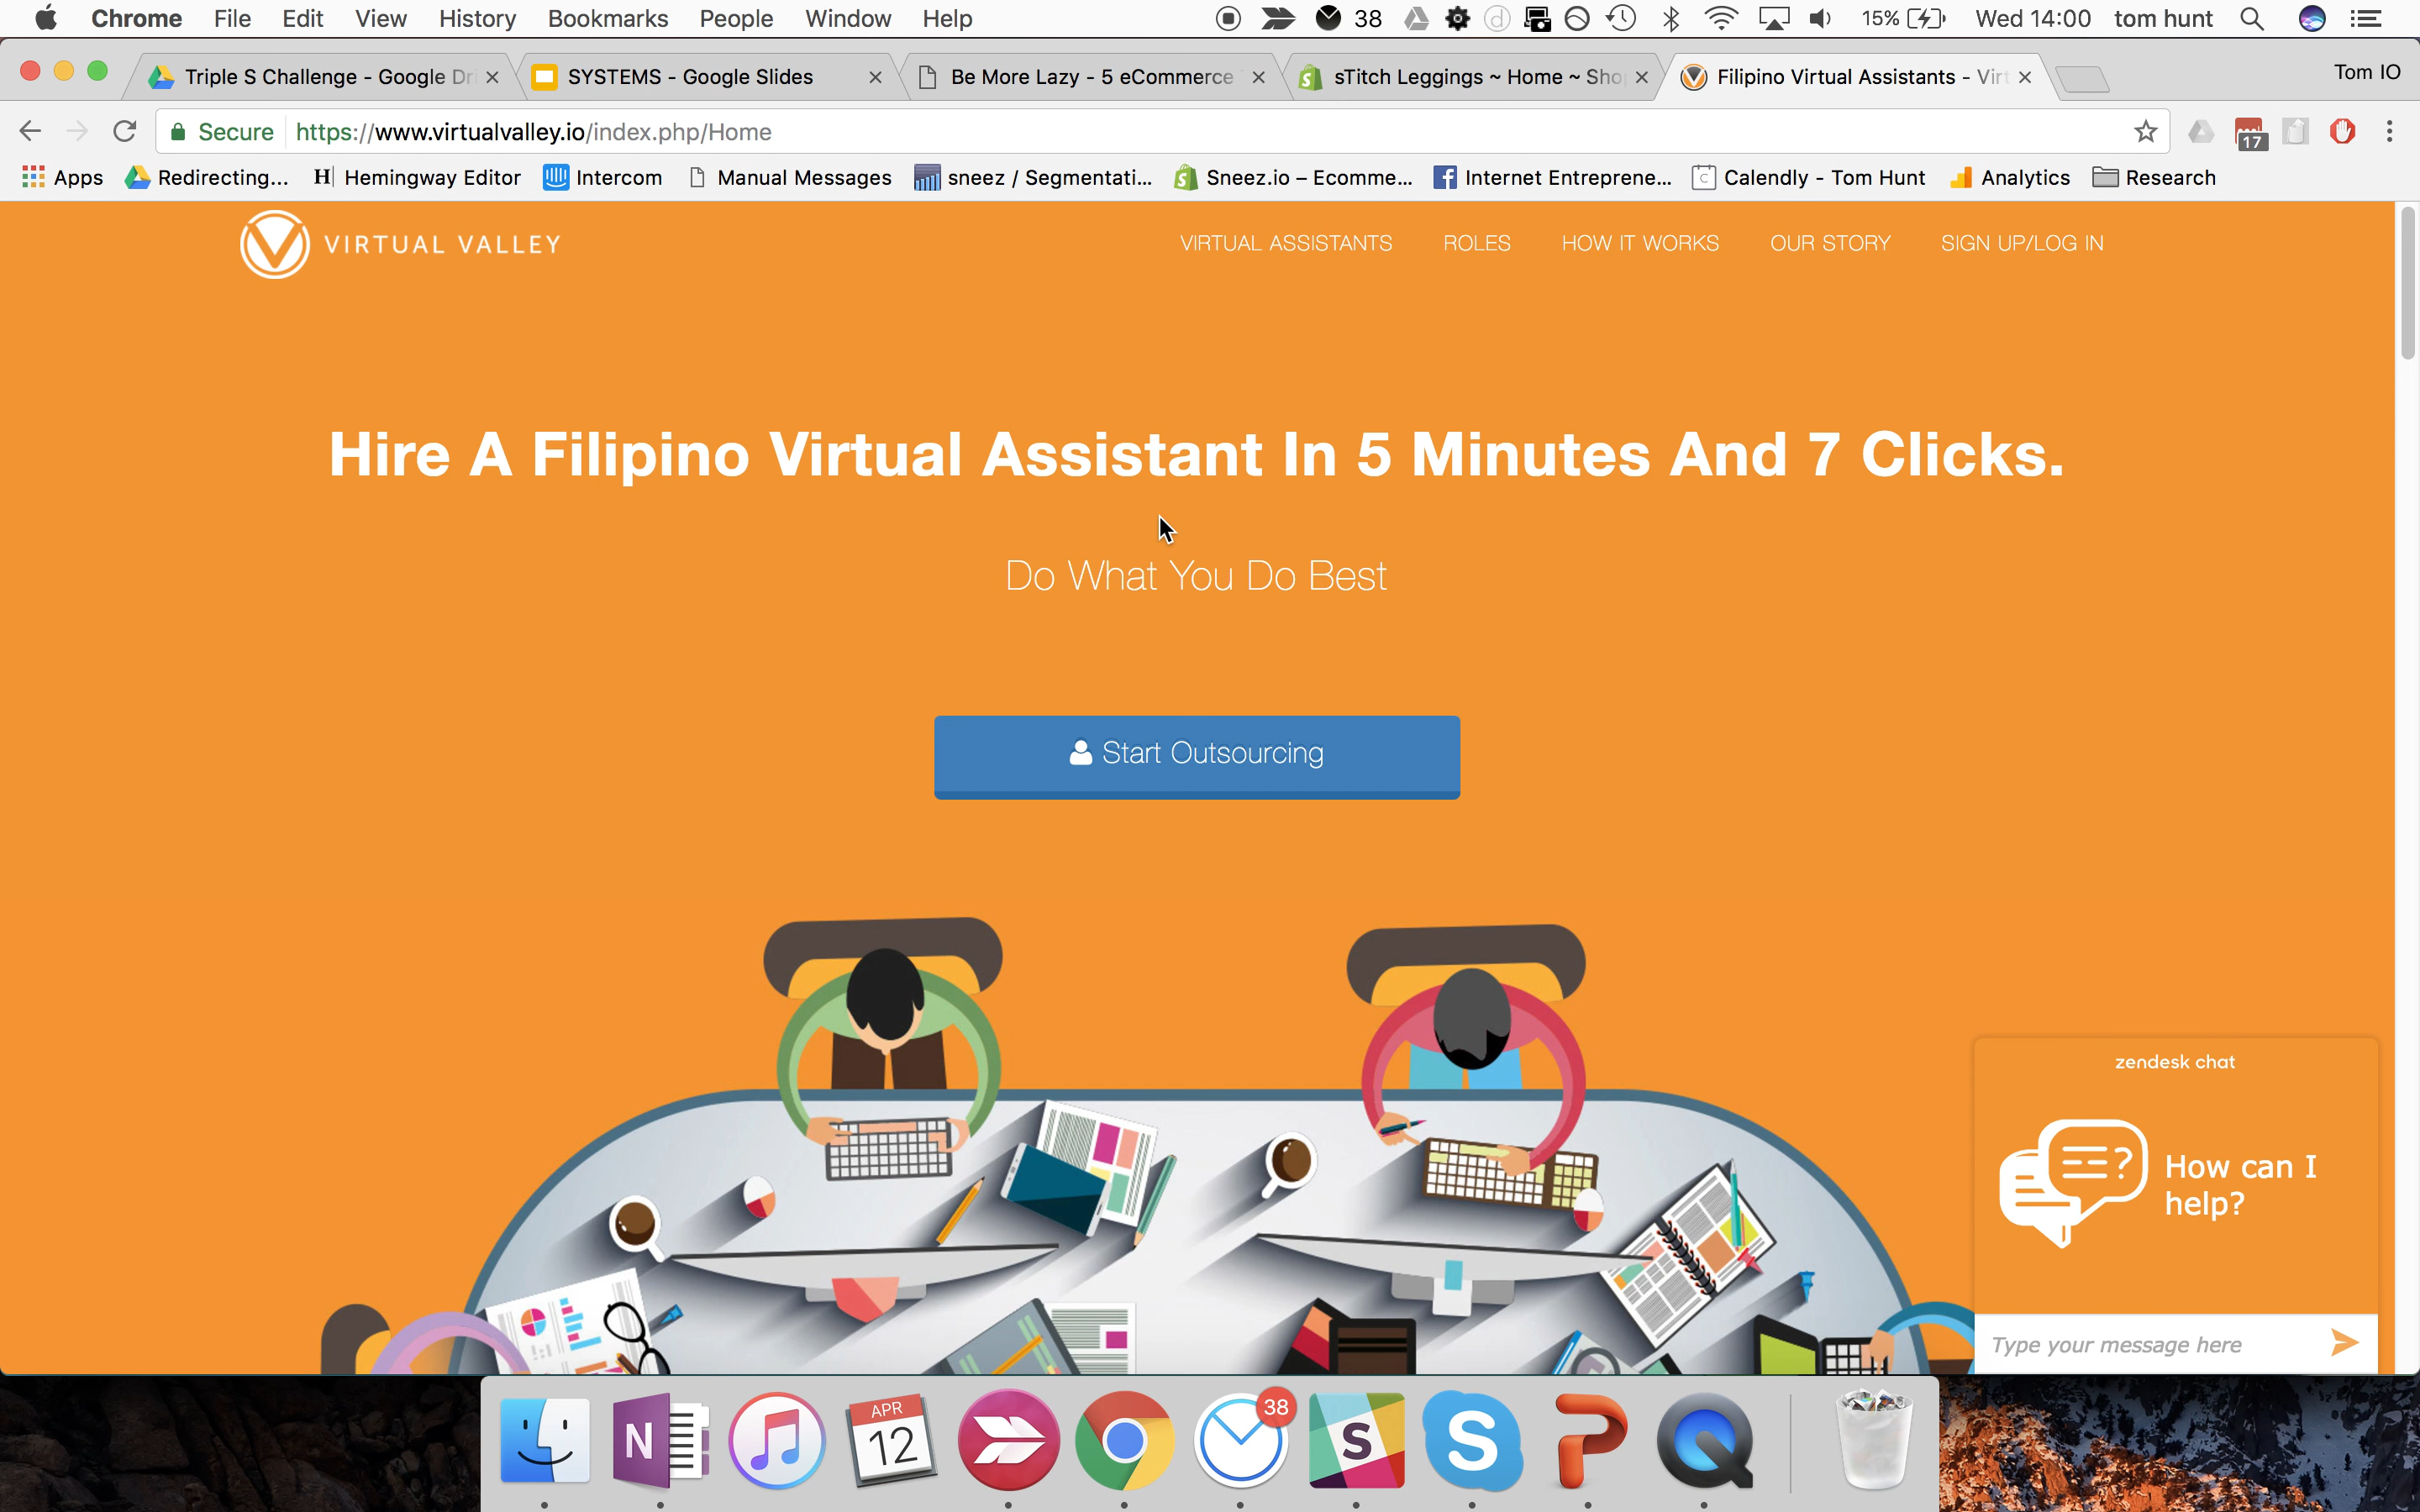 Chrome File Edit View History Bookmarks People Window Help 38 15% Wed 14:00 tom hunt
Triple S Challenge - Google Dri SYSTEMS - Google Slides Be More Lazy - 5 eCommerce sTitch Leggings ~ Home ~ Sho Filipino Virtual Assistants - Virt Tom IO
Secure https://www.virtualvalley.io/index.php/Home 17
Apps Redirecting... H Hemingway Editor Intercom Manual Messages sneez / Segmentati... Sneez.io – Ecomme... Internet Entreprene... Calendly - Tom Hunt Analytics Research
VIRTUAL VALLEY VIRTUAL ASSISTANTS ROLES HOW IT WORKS OUR STORY SIGN UP/LOG IN
Hire A Filipino Virtual Assistant In 5 Minutes And 7 Clicks.
Do What You Do Best
Start Outsourcing
zendesk chat
How can I
help?
Type your message here
N APR 12 38 S S